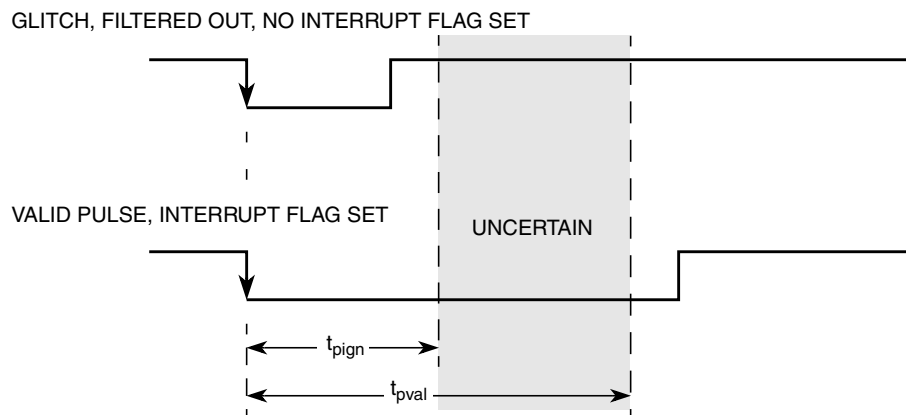 GLITCH, FILTERED OUT, NO INTERRUPT FLAG SET
VALID PULSE, INTERRUPT FLAG SET
UNCERTAIN
tpign
tpval